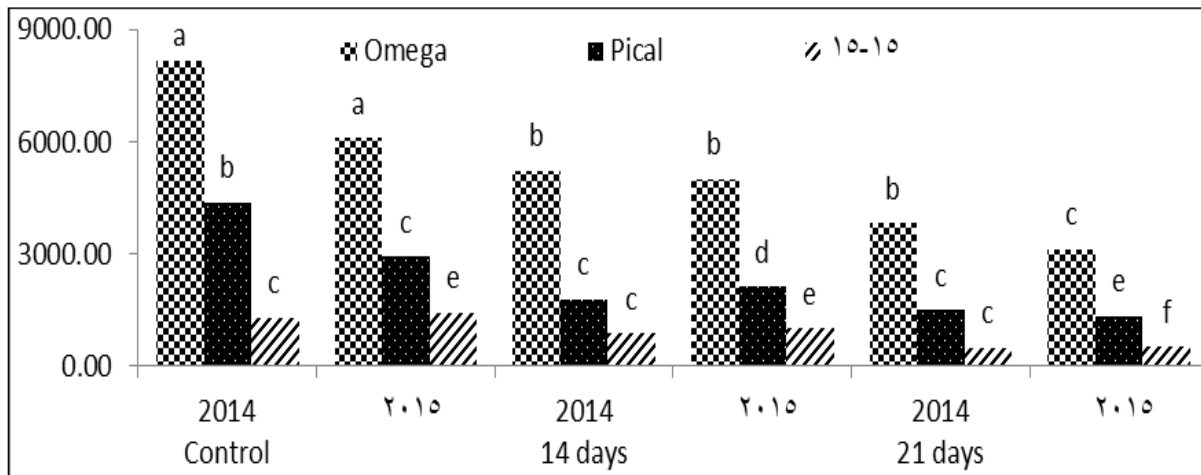 9000.00
6000.00
3000.00
0.00
Omega Pical ١٥-١٥
a b c
a c e
b c c
b d e
b c c
c e f
2014 ٢٠١٥ 2014 ٢٠١٥ 2014 ٢٠١٥
Control 14 days 21 days